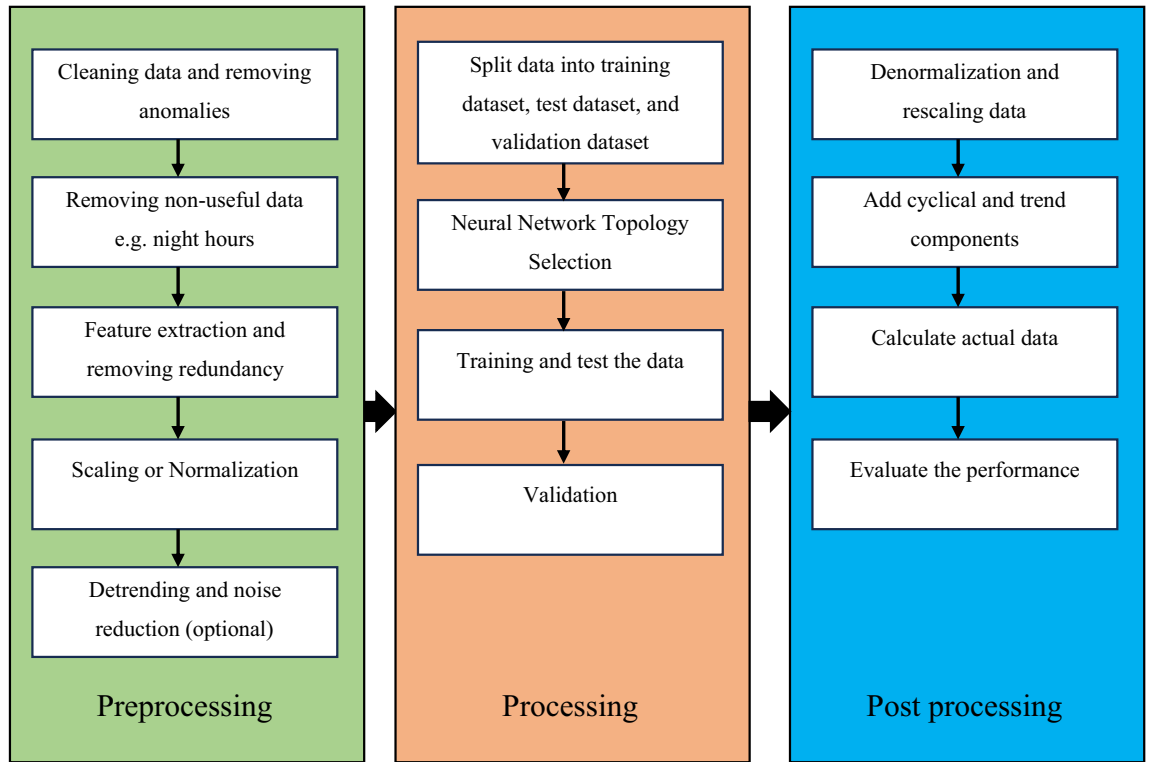 Cleaning data and removing
anomalies
Removing non-useful data
e.g. night hours
Feature extraction and
removing redundancy
Scaling or Normalization
Detrending and noise
reduction (optional)
Preprocessing
Split data into training
dataset, test dataset, and
validation dataset
Neural Network Topology
Selection
Training and test the data
Validation
Processing
Denormalization and
rescaling data
Add cyclical and trend
components
Calculate actual data
Evaluate the performance
Post processing